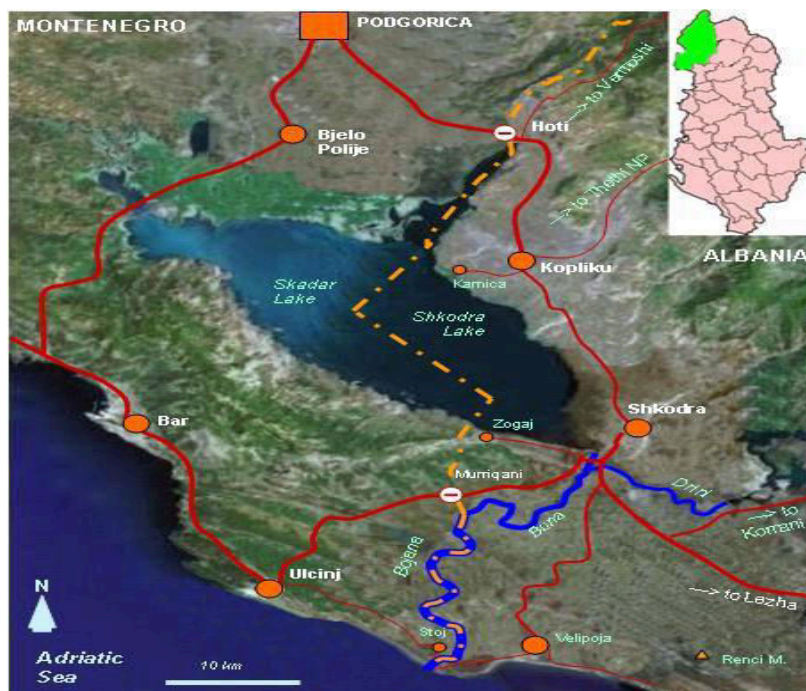 MONTENEGRO
PODGORICA
Bjelo
Polije
Hoti
---> to Vermoshi
---> to Thethi NP
ALBANIA
Kopliku
Kamica
Skadar
Lake
Shkodra
Lake
Shkodra
Zogaj
Bar
Murriqani
Drini
---> to
Komani
Buna
Bojana
Ulcinj
---> to Lezha
N
Stoj
Velipoja
Renci M.
Adriatic
Sea
10 km